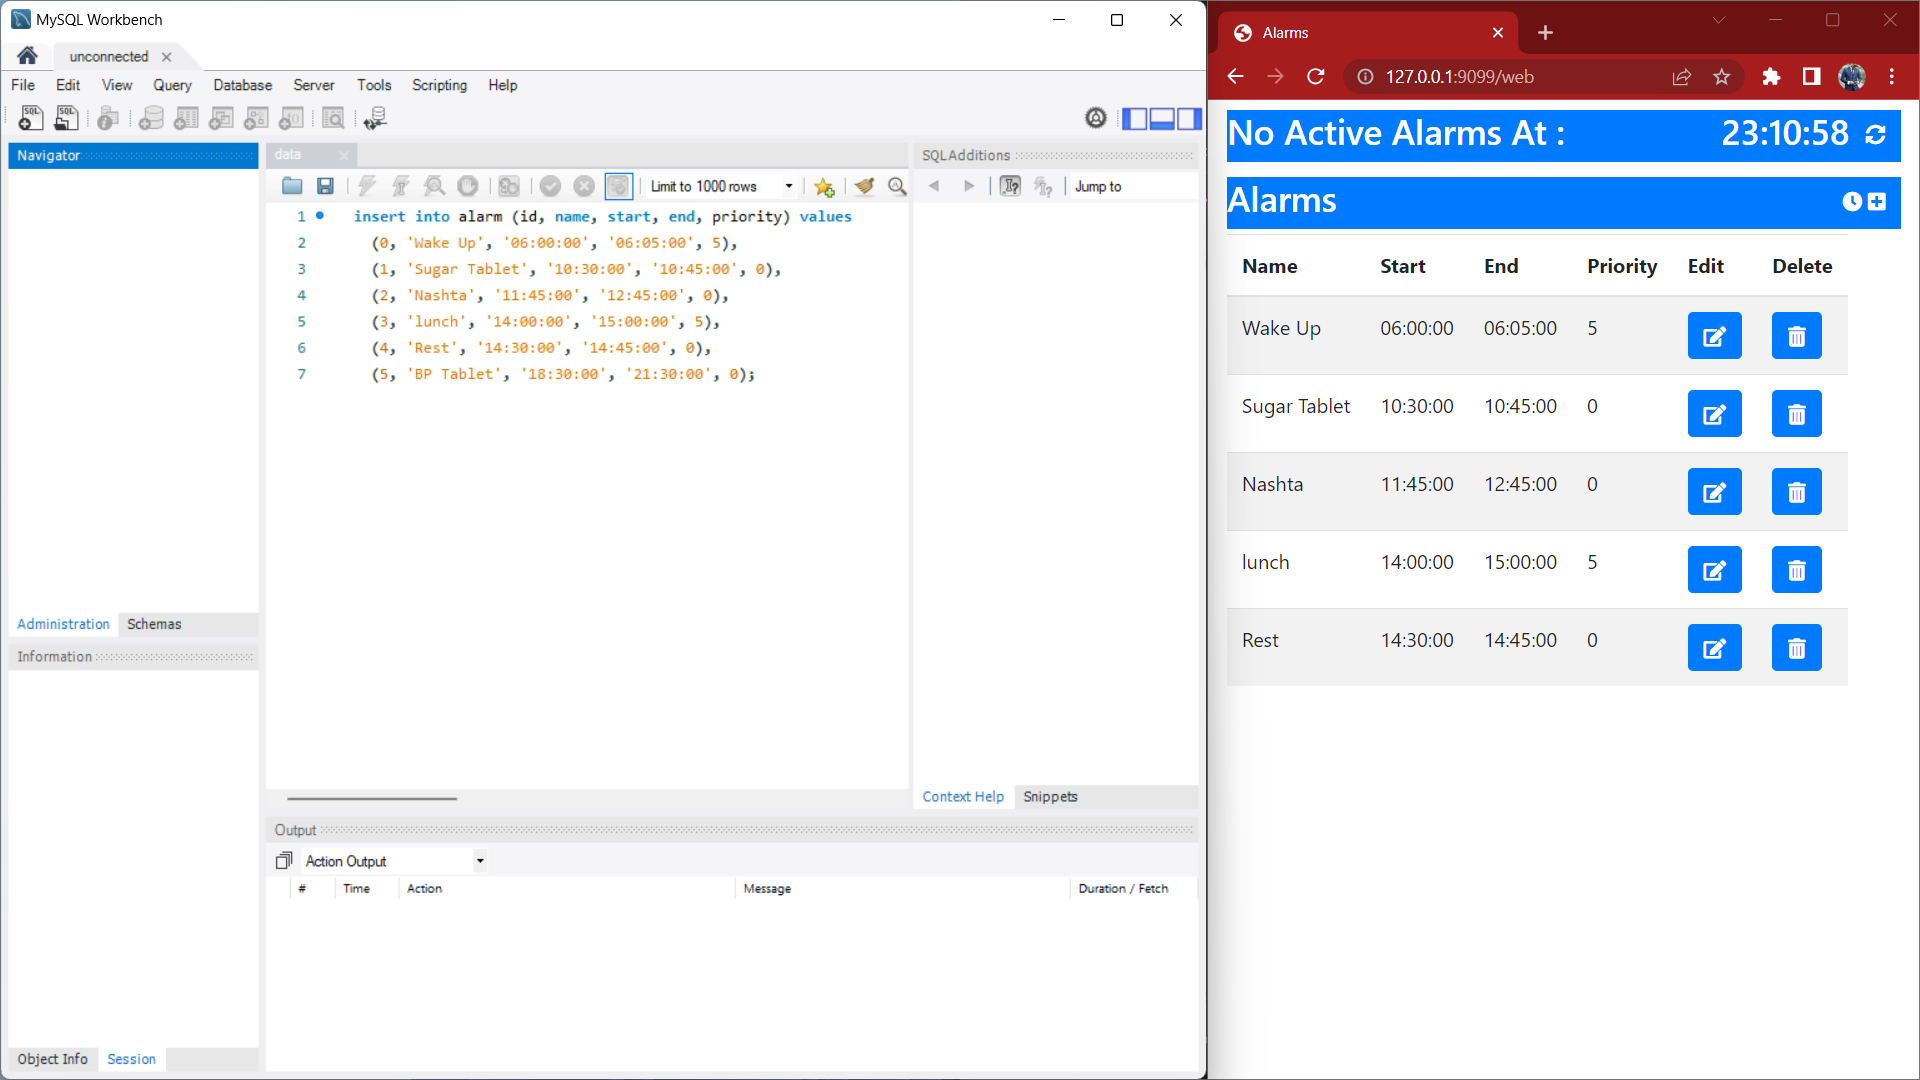 MySQL Workbench
unconnected
File Edit View Query Database Server Tools Scripting Help
SQL SQL
Navigator
Administration Schemas
Information
Object Info Session
data
Limit to 1000 rows
1 insert into alarm (id, name, start, end, priority) values
2 (0, 'Wake Up', '06:00:00', '06:05:00', 5),
3 (1, 'Sugar Tablet', '10:30:00', '10:45:00', 0),
4 (2, 'Nashta', '11:45:00', '12:45:00', 0),
5 (3, 'lunch', '14:00:00', '15:00:00', 5),
6 (4, 'Rest', '14:30:00', '14:45:00', 0),
7 (5, 'BP Tablet', '18:30:00', '21:30:00', 0);
SQLAdditions
Jump to
Context Help Snippets
Output
Action Output
# Time Action Message Duration / Fetch
Alarms
127.0.0.1:9099/web
No Active Alarms At : 23:10:58
Alarms
Name Start End Priority Edit Delete
Wake Up 06:00:00 06:05:00 5
Sugar Tablet 10:30:00 10:45:00 0
Nashta 11:45:00 12:45:00 0
lunch 14:00:00 15:00:00 5
Rest 14:30:00 14:45:00 0